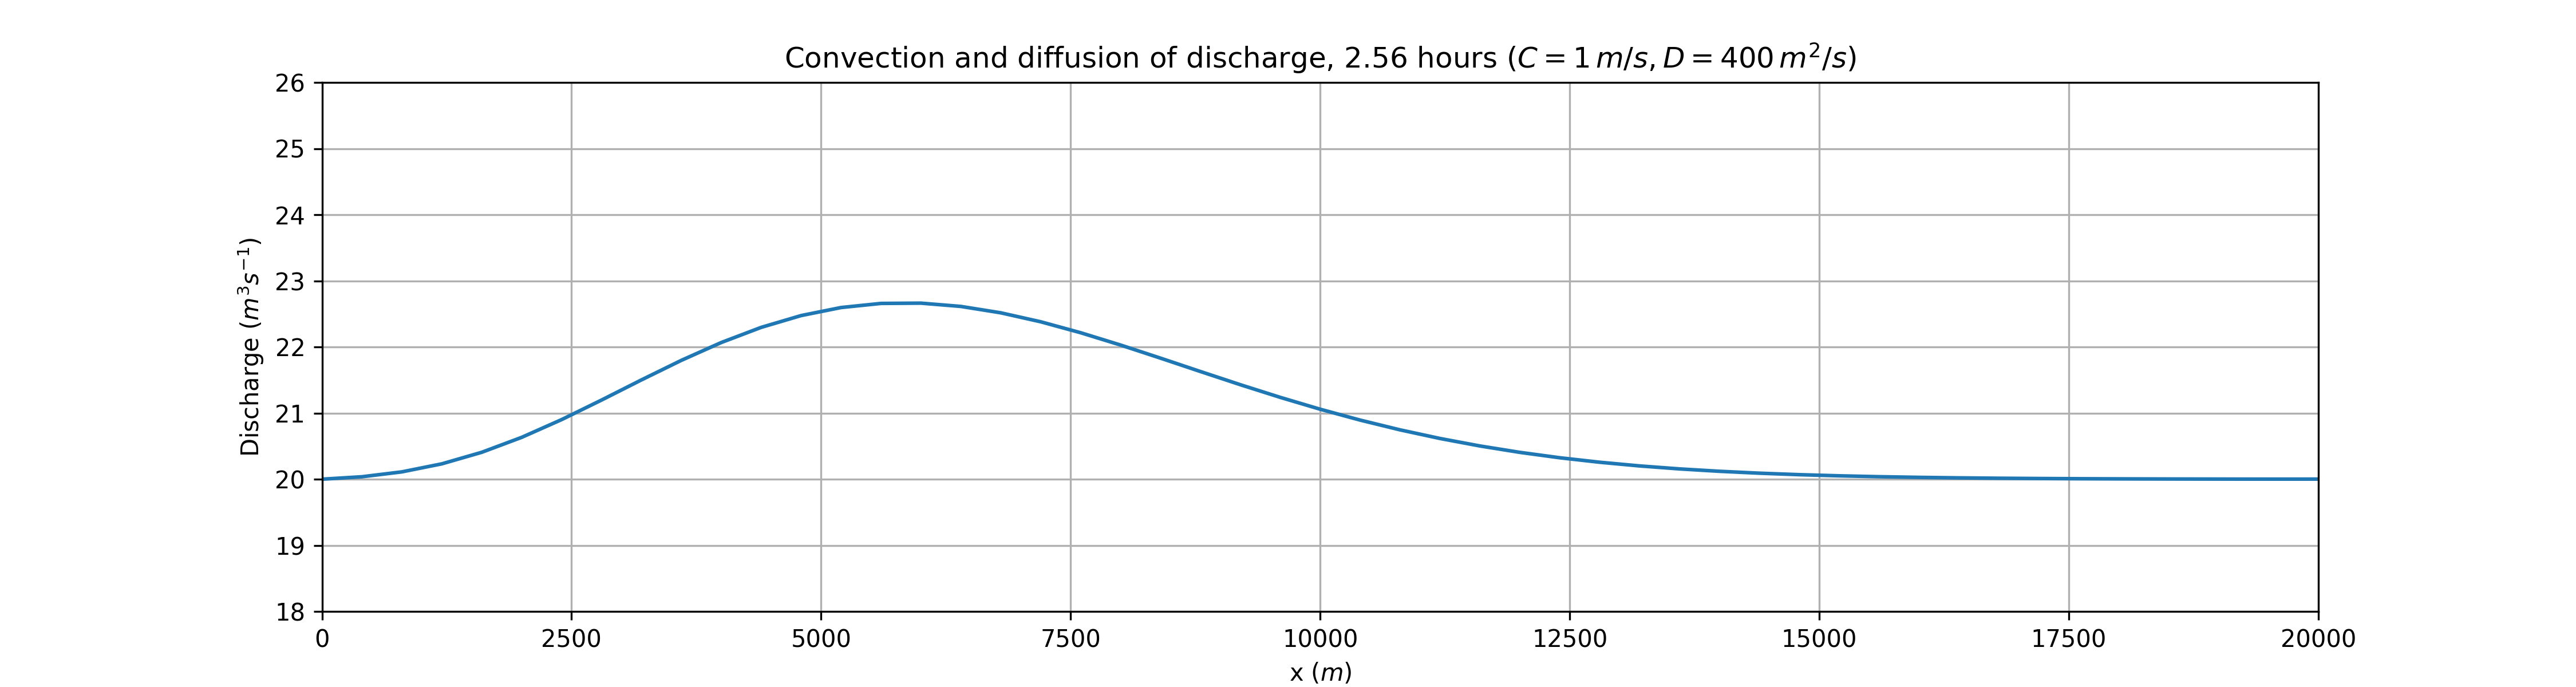 Convection and diffusion of discharge, 2.56 hours (C = 1 m/s, D = 400 m²/s)
26
25
24
23
22
21
20
19
18
Discharge (m³s⁻¹)
0 2500 5000 7500 10000 12500 15000 17500 20000
x (m)